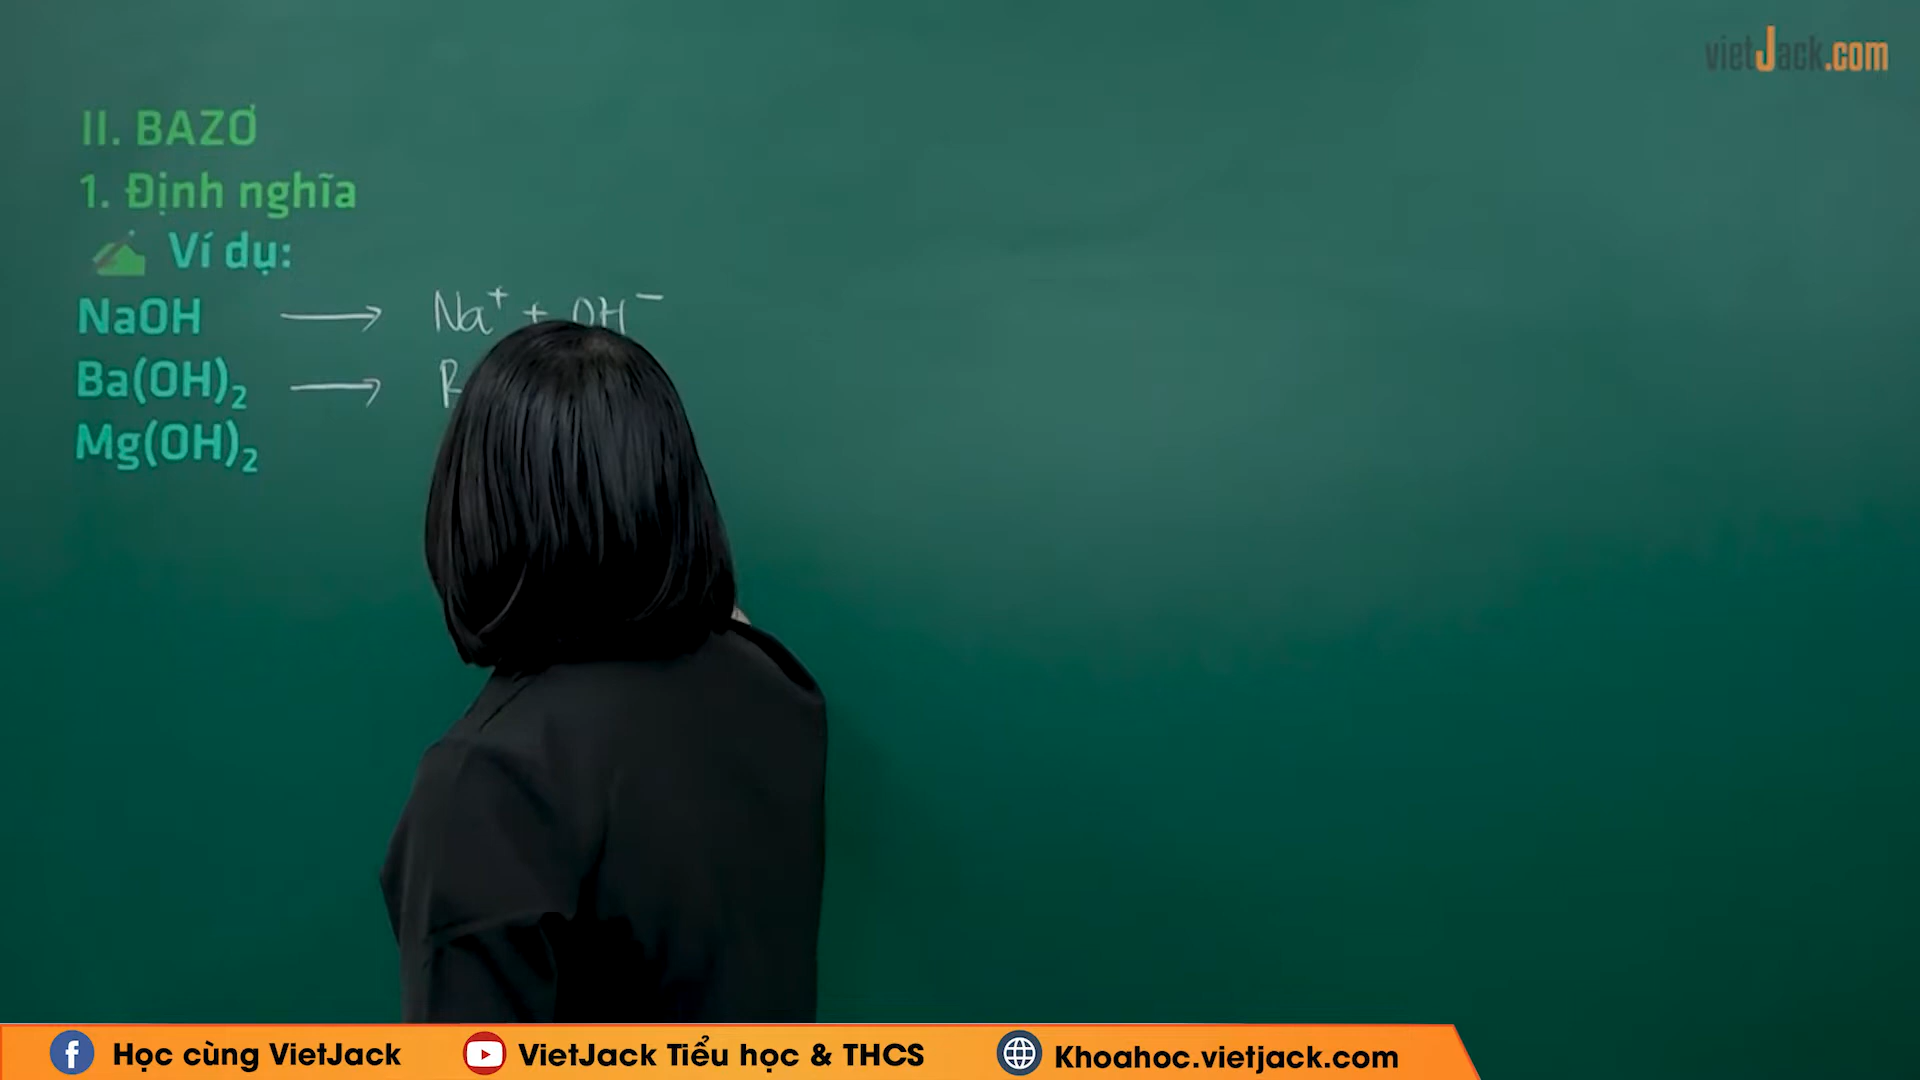 vietJack.com
II. BAZƠ
1. Định nghĩa
Ví dụ:
NaOH → Na⁺ + OH⁻
Ba(OH)₂ →
Mg(OH)₂
Học cùng VietJack
VietJack Tiểu học & THCS
Khoahoc.vietjack.com